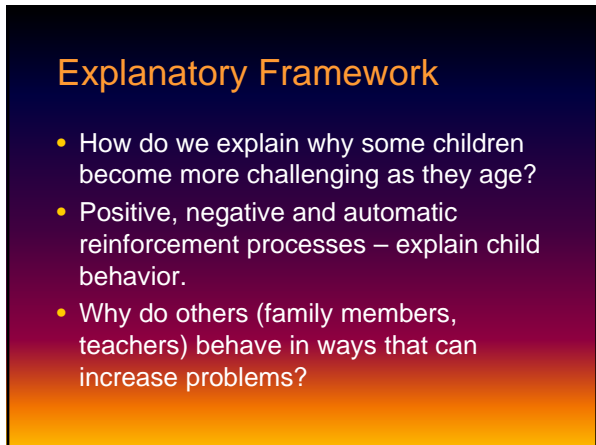 Explanatory Framework
• How do we explain why some children
become more challenging as they age?
• Positive, negative and automatic
reinforcement processes – explain child
behavior.
• Why do others (family members,
teachers) behave in ways that can
increase problems?